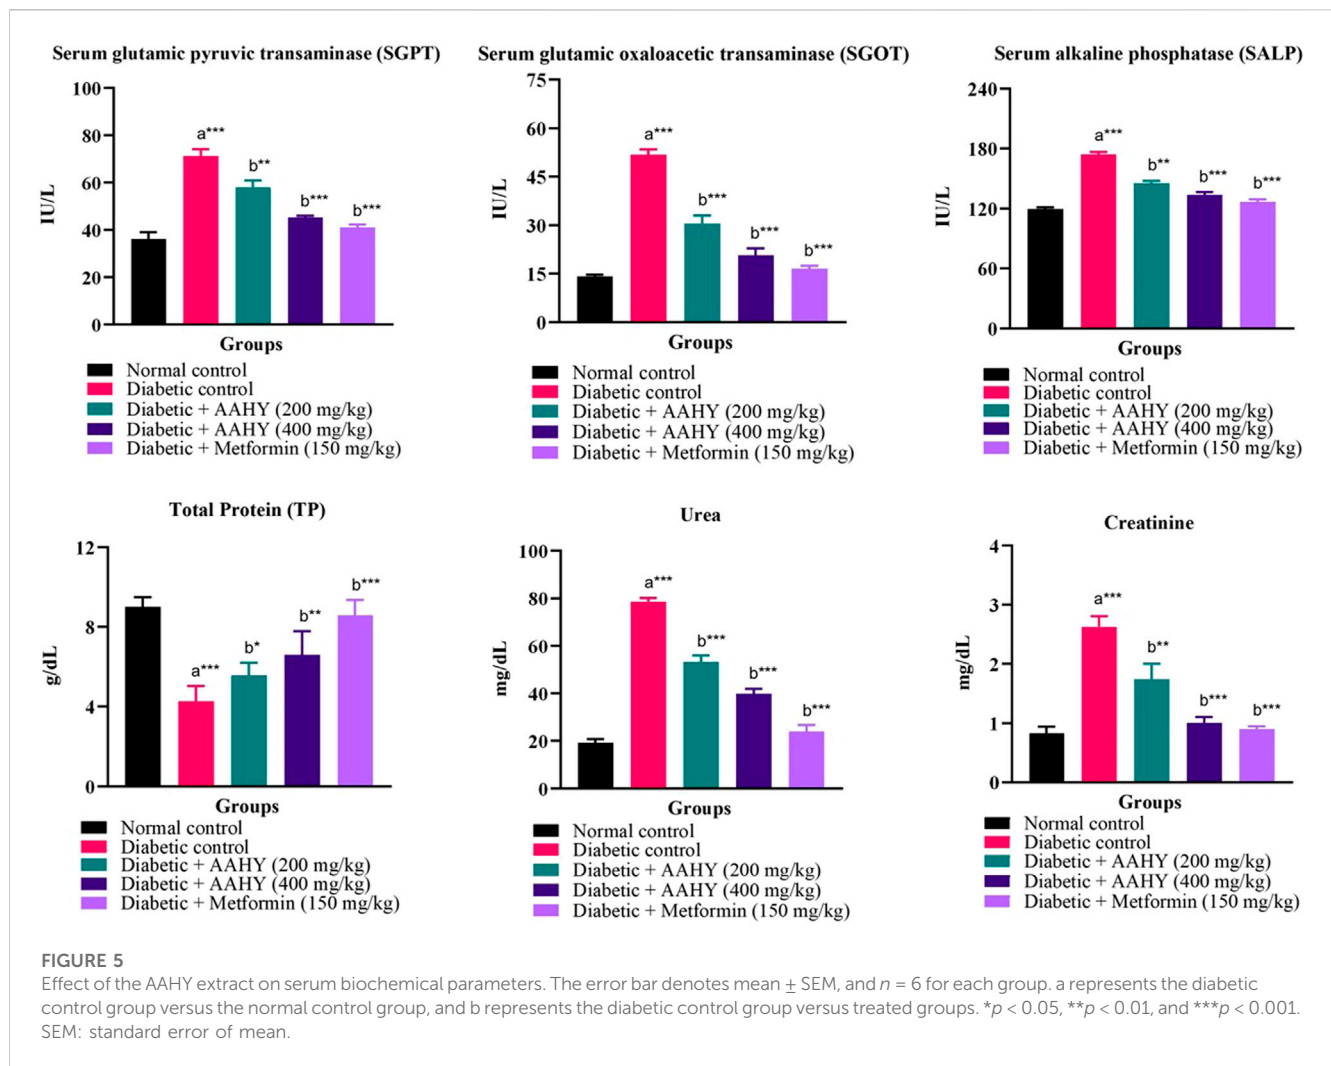 Serum glutamic pyruvic transaminase (SGPT)
100
80
60
40
20
0
IU/L
a***
b**
b***
b***
Groups
Normal control
Diabetic control
Diabetic + AAHY (200 mg/kg)
Diabetic + AAHY (400 mg/kg)
Diabetic + Metformin (150 mg/kg)
Serum glutamic oxaloacetic transaminase (SGOT)
75
60
45
30
15
0
IU/L
a***
b***
b***
b***
Groups
Normal control
Diabetic control
Diabetic + AAHY (200 mg/kg)
Diabetic + AAHY (400 mg/kg)
Diabetic + Metformin (150 mg/kg)
Serum alkaline phosphatase (SALP)
240
180
120
60
0
IU/L
a***
b**
b***
b***
Groups
Normal control
Diabetic control
Diabetic + AAHY (200 mg/kg)
Diabetic + AAHY (400 mg/kg)
Diabetic + Metformin (150 mg/kg)
Total Protein (TP)
12
8
4
0
g/dL
a***
b*
b**
b***
Groups
Normal control
Diabetic control
Diabetic + AAHY (200 mg/kg)
Diabetic + AAHY (400 mg/kg)
Diabetic + Metformin (150 mg/kg)
Urea
100
80
60
40
20
0
mg/dL
a***
b***
b***
b***
Groups
Normal control
Diabetic control
Diabetic + AAHY (200 mg/kg)
Diabetic + AAHY (400 mg/kg)
Diabetic + Metformin (150 mg/kg)
Creatinine
4
3
2
1
0
mg/dL
a***
b**
b***
b***
Groups
Normal control
Diabetic control
Diabetic + AAHY (200 mg/kg)
Diabetic + AAHY (400 mg/kg)
Diabetic + Metformin (150 mg/kg)
FIGURE 5
Effect of the AAHY extract on serum biochemical parameters. The error bar denotes mean ± SEM, and n = 6 for each group. a represents the diabetic
control group versus the normal control group, and b represents the diabetic control group versus treated groups. *p < 0.05, **p < 0.01, and ***p < 0.001.
SEM: standard error of mean.